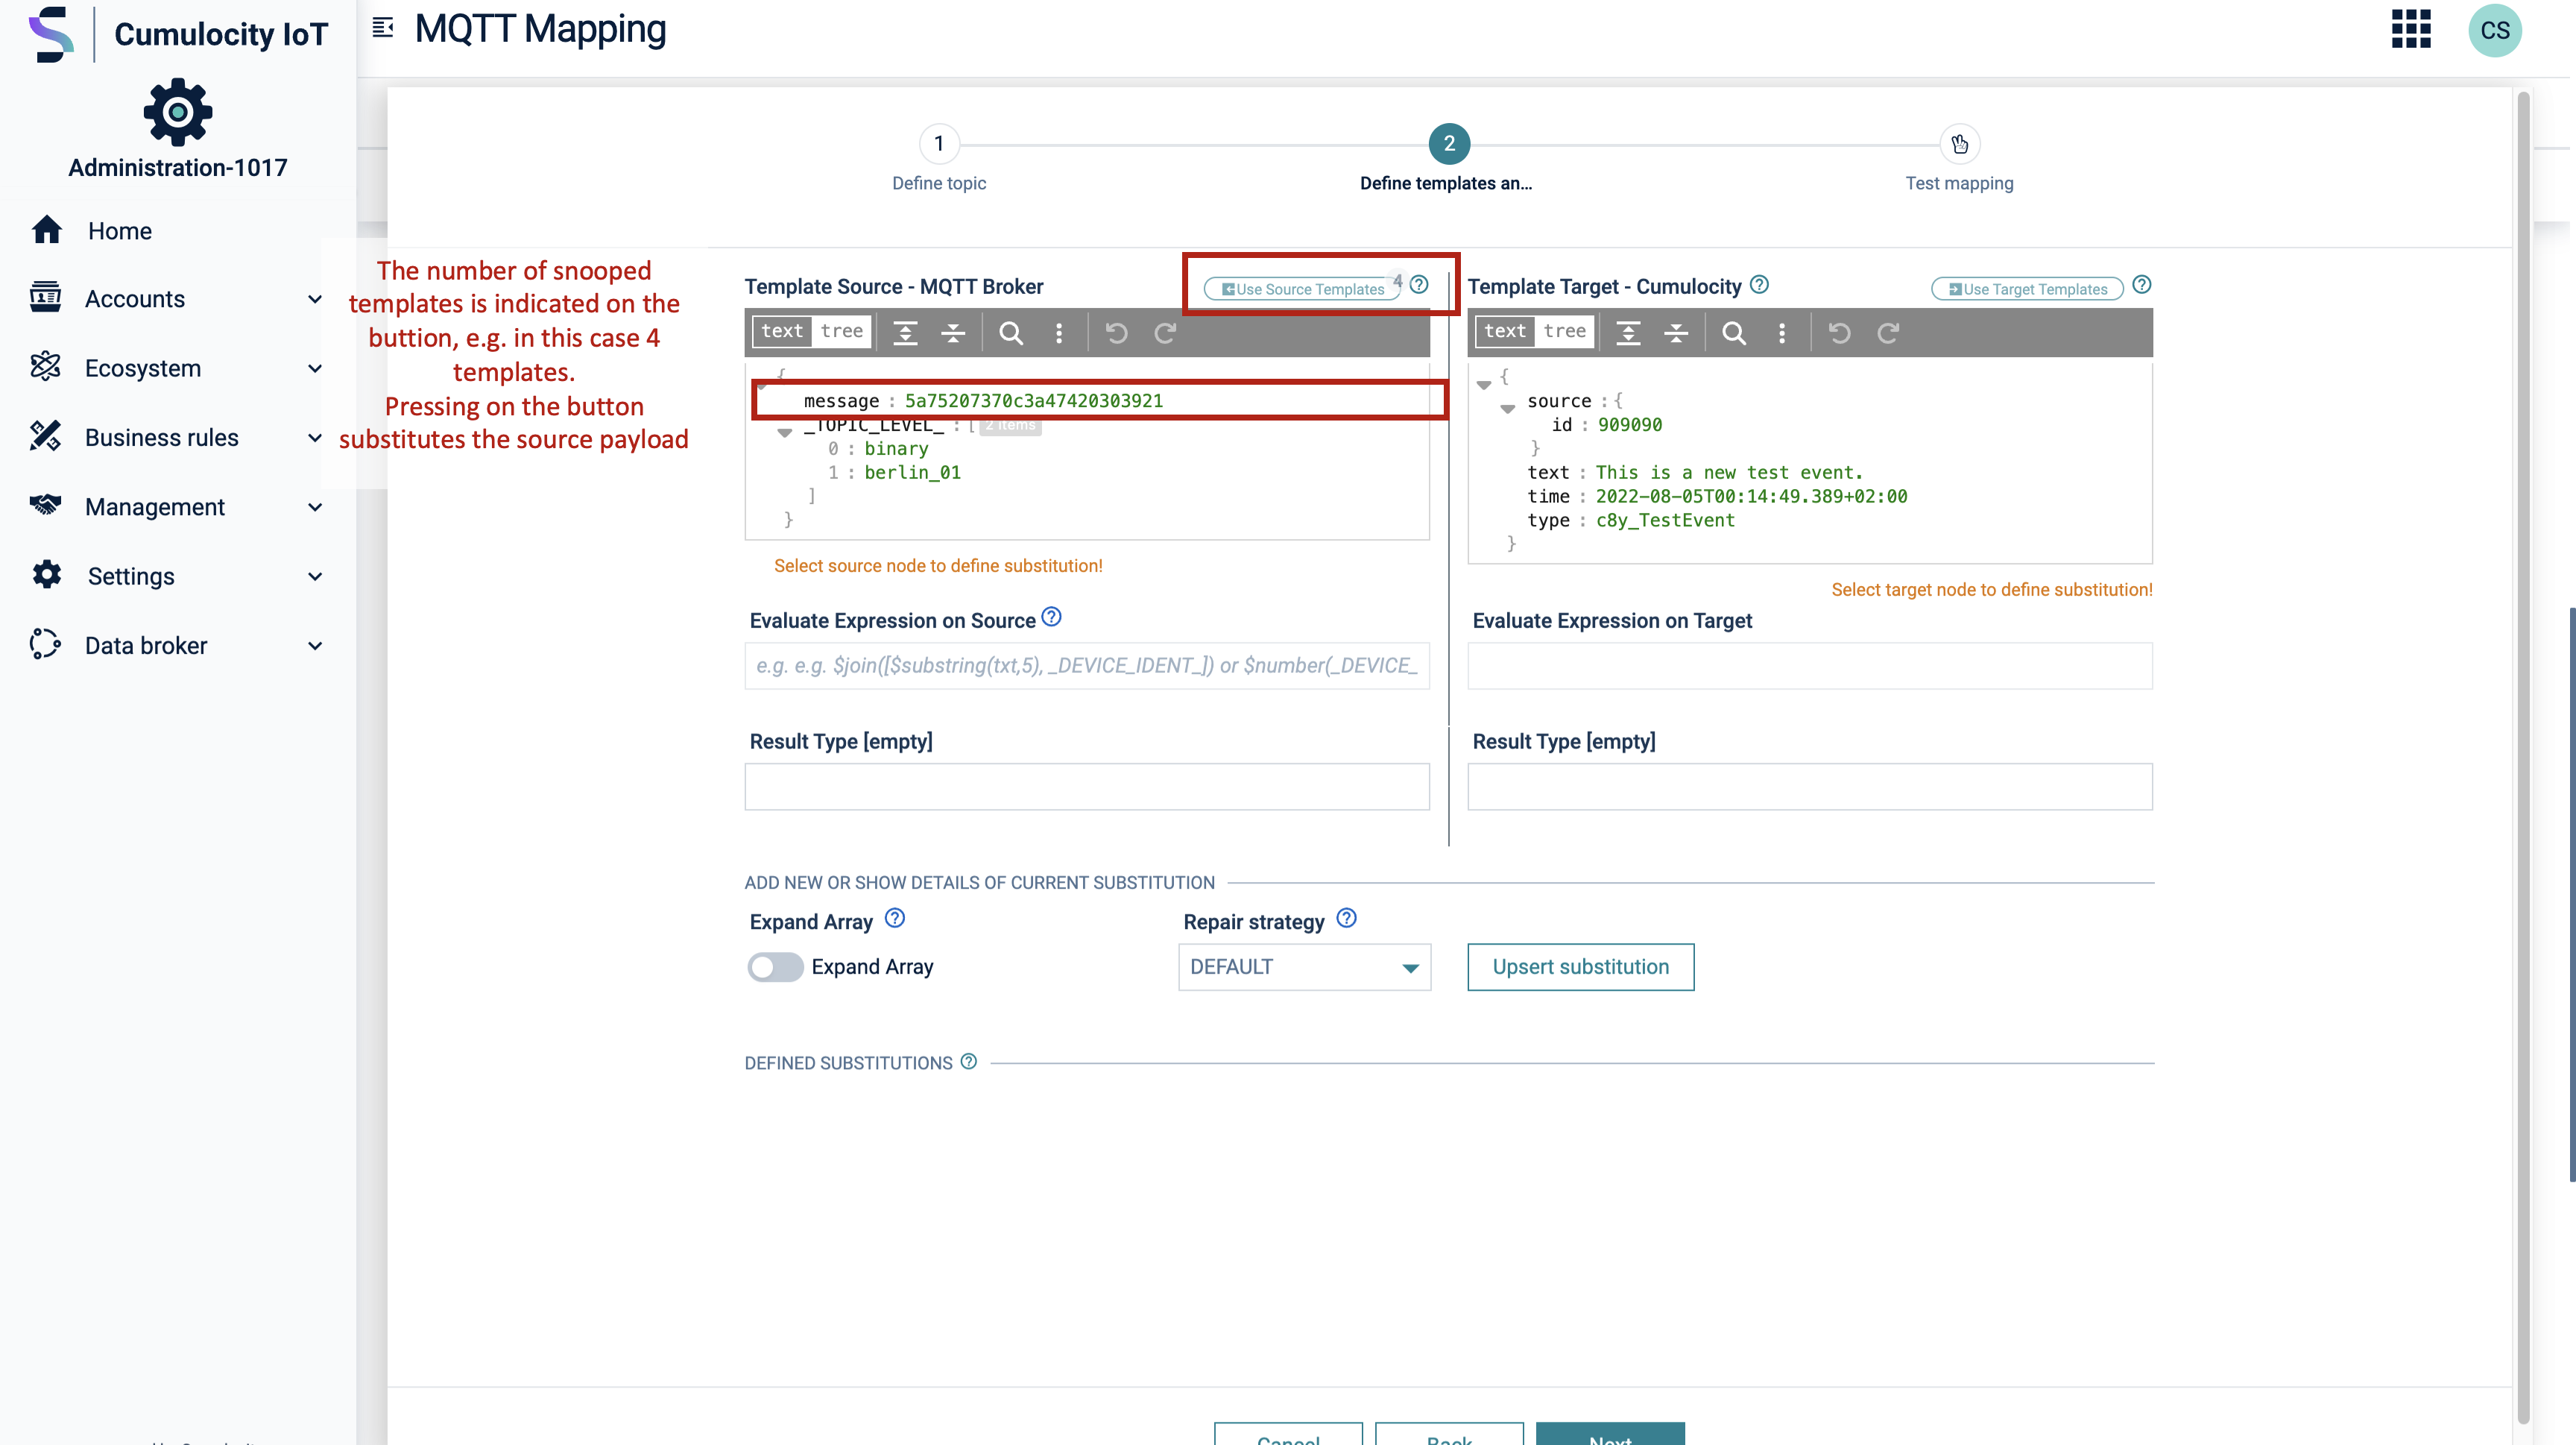 Cumulocity IoT
MQTT Mapping
CS
Administration-1017
Home
Accounts
Ecosystem
Business rules
Management
Settings
Data broker
1
Define topic
2
Define templates an...
Test mapping
The number of snooped
templates is indicated on the
buttion, e.g. in this case 4
templates.
Pressing on the button
substitutes the source payload
Template Source - MQTT Broker
Use Source Templates 4
text tree
{
message : 5a75207370c3a47420303921
_TOPIC_LEVEL_ : [ 2 items
0 : binary
1 : berlin_01
]
}
Select source node to define substitution!
Template Target - Cumulocity
Use Target Templates
text tree
{
source : {
id : 909090
}
text : This is a new test event.
time : 2022-08-05T00:14:49.389+02:00
type : c8y_TestEvent
}
Select target node to define substitution!
Evaluate Expression on Source
e.g. e.g. $join([$substring(txt,5), _DEVICE_IDENT_]) or $number(_DEVICE_
Evaluate Expression on Target
Result Type [empty]
Result Type [empty]
ADD NEW OR SHOW DETAILS OF CURRENT SUBSTITUTION
Expand Array
Expand Array
Repair strategy
DEFAULT
Upsert substitution
DEFINED SUBSTITUTIONS
Cancel
Back
Next